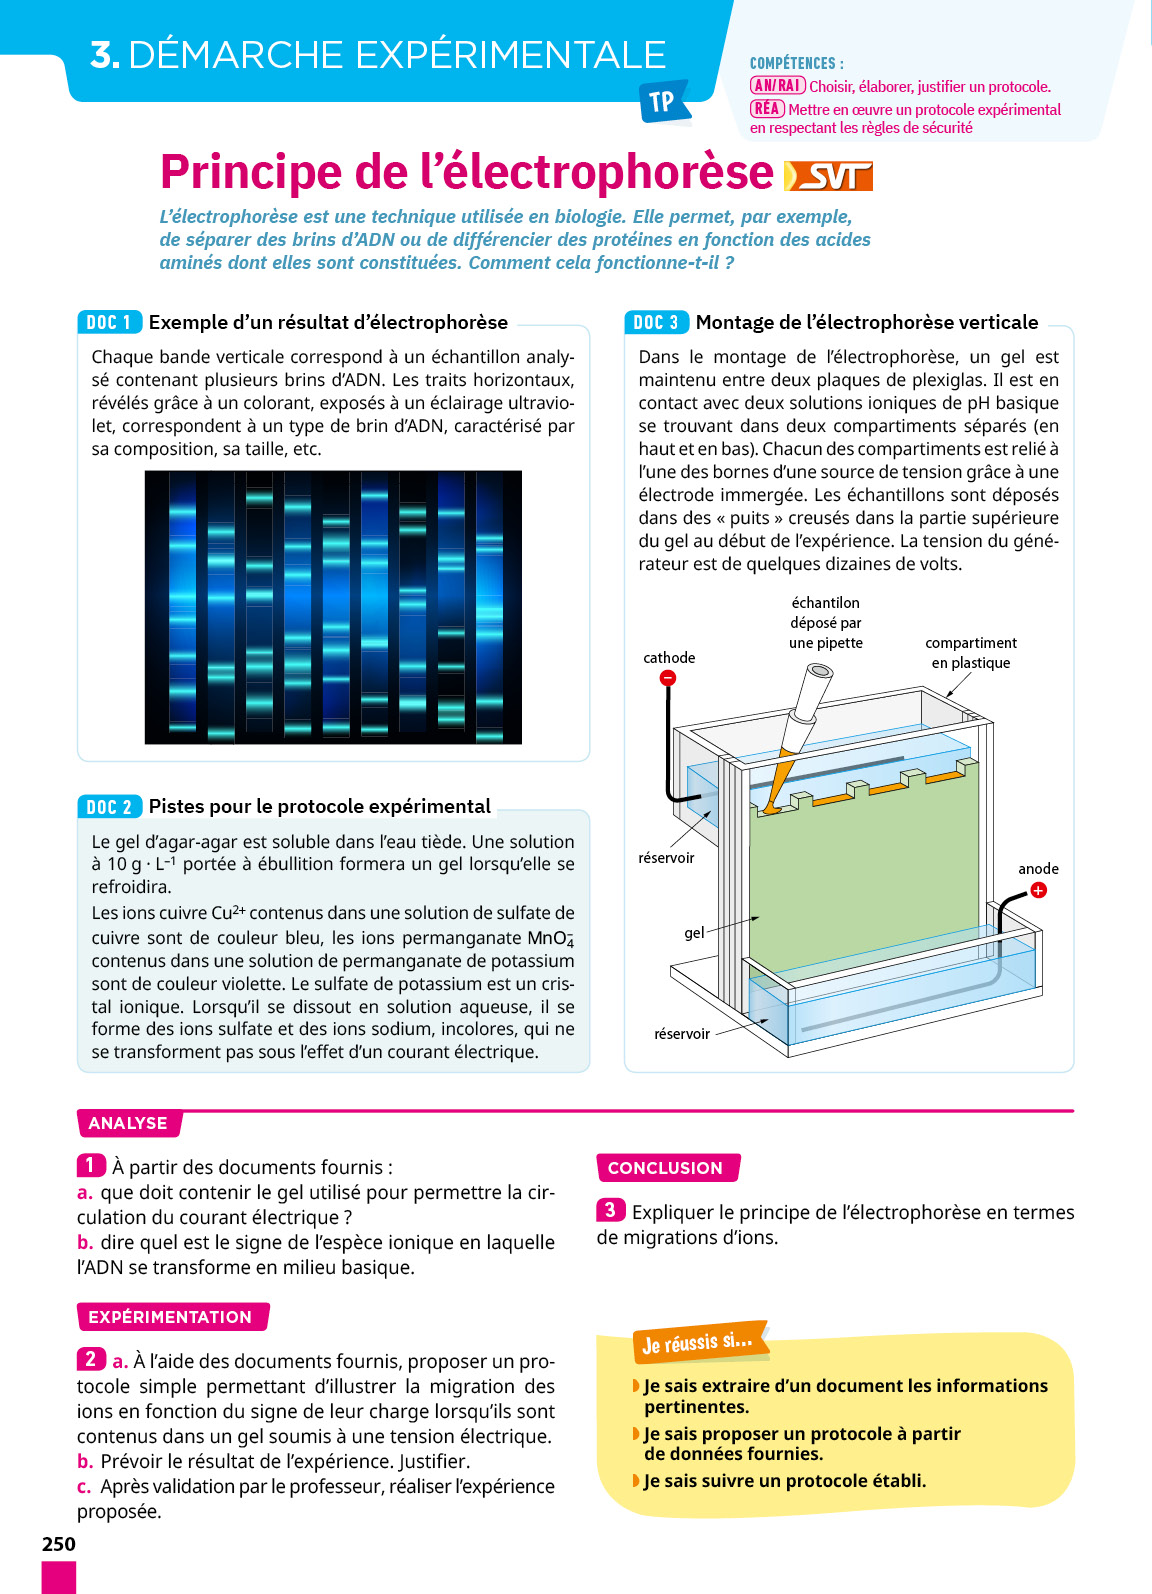 3. DÉMARCHE EXPÉRIMENTALE
TP
COMPÉTENCES :
AN/RAI Choisir, élaborer, justifier un protocole.
RÉA Mettre en œuvre un protocole expérimental
en respectant les règles de sécurité
Principe de l’électrophorèse SVT
L’électrophorèse est une technique utilisée en biologie. Elle permet, par exemple,
de séparer des brins d’ADN ou de différencier des protéines en fonction des acides
aminés dont elles sont constituées. Comment cela fonctionne-t-il ?
DOC 1 Exemple d’un résultat d’électrophorèse
Chaque bande verticale correspond à un échantillon analy-
sé contenant plusieurs brins d’ADN. Les traits horizontaux,
révélés grâce à un colorant, exposés à un éclairage ultravio-
let, correspondent à un type de brin d’ADN, caractérisé par
sa composition, sa taille, etc.
DOC 2 Pistes pour le protocole expérimental
Le gel d’agar-agar est soluble dans l’eau tiède. Une solution
à 10 g · L⁻¹ portée à ébullition formera un gel lorsqu’elle se
refroidira.
Les ions cuivre Cu²⁺ contenus dans une solution de sulfate de
cuivre sont de couleur bleu, les ions permanganate MnO₄⁻
contenus dans une solution de permanganate de potassium
sont de couleur violette. Le sulfate de potassium est un cris-
tal ionique. Lorsqu’il se dissout en solution aqueuse, il se
forme des ions sulfate et des ions sodium, incolores, qui ne
se transforment pas sous l’effet d’un courant électrique.
DOC 3 Montage de l’électrophorèse verticale
Dans le montage de l’électrophorèse, un gel est
maintenu entre deux plaques de plexiglas. Il est en
contact avec deux solutions ioniques de pH basique
se trouvant dans deux compartiments séparés (en
haut et en bas). Chacun des compartiments est relié à
l’une des bornes d’une source de tension grâce à une
électrode immergée. Les échantillons sont déposés
dans des « puits » creusés dans la partie supérieure
du gel au début de l’expérience. La tension du géné-
rateur est de quelques dizaines de volts.
échantilon
déposé par
une pipette
cathode
−
compartiment
en plastique
réservoir
anode
+
gel
réservoir
ANALYSE
1 À partir des documents fournis :
a. que doit contenir le gel utilisé pour permettre la cir-
culation du courant électrique ?
b. dire quel est le signe de l’espèce ionique en laquelle
l’ADN se transforme en milieu basique.
EXPÉRIMENTATION
2 a. À l’aide des documents fournis, proposer un pro-
tocole simple permettant d’illustrer la migration des
ions en fonction du signe de leur charge lorsqu’ils sont
contenus dans un gel soumis à une tension électrique.
b. Prévoir le résultat de l’expérience. Justifier.
c. Après validation par le professeur, réaliser l’expérience
proposée.
CONCLUSION
3 Expliquer le principe de l’électrophorèse en termes
de migrations d’ions.
Je réussis si...
Je sais extraire d’un document les informations
pertinentes.
Je sais proposer un protocole à partir
de données fournies.
Je sais suivre un protocole établi.
250